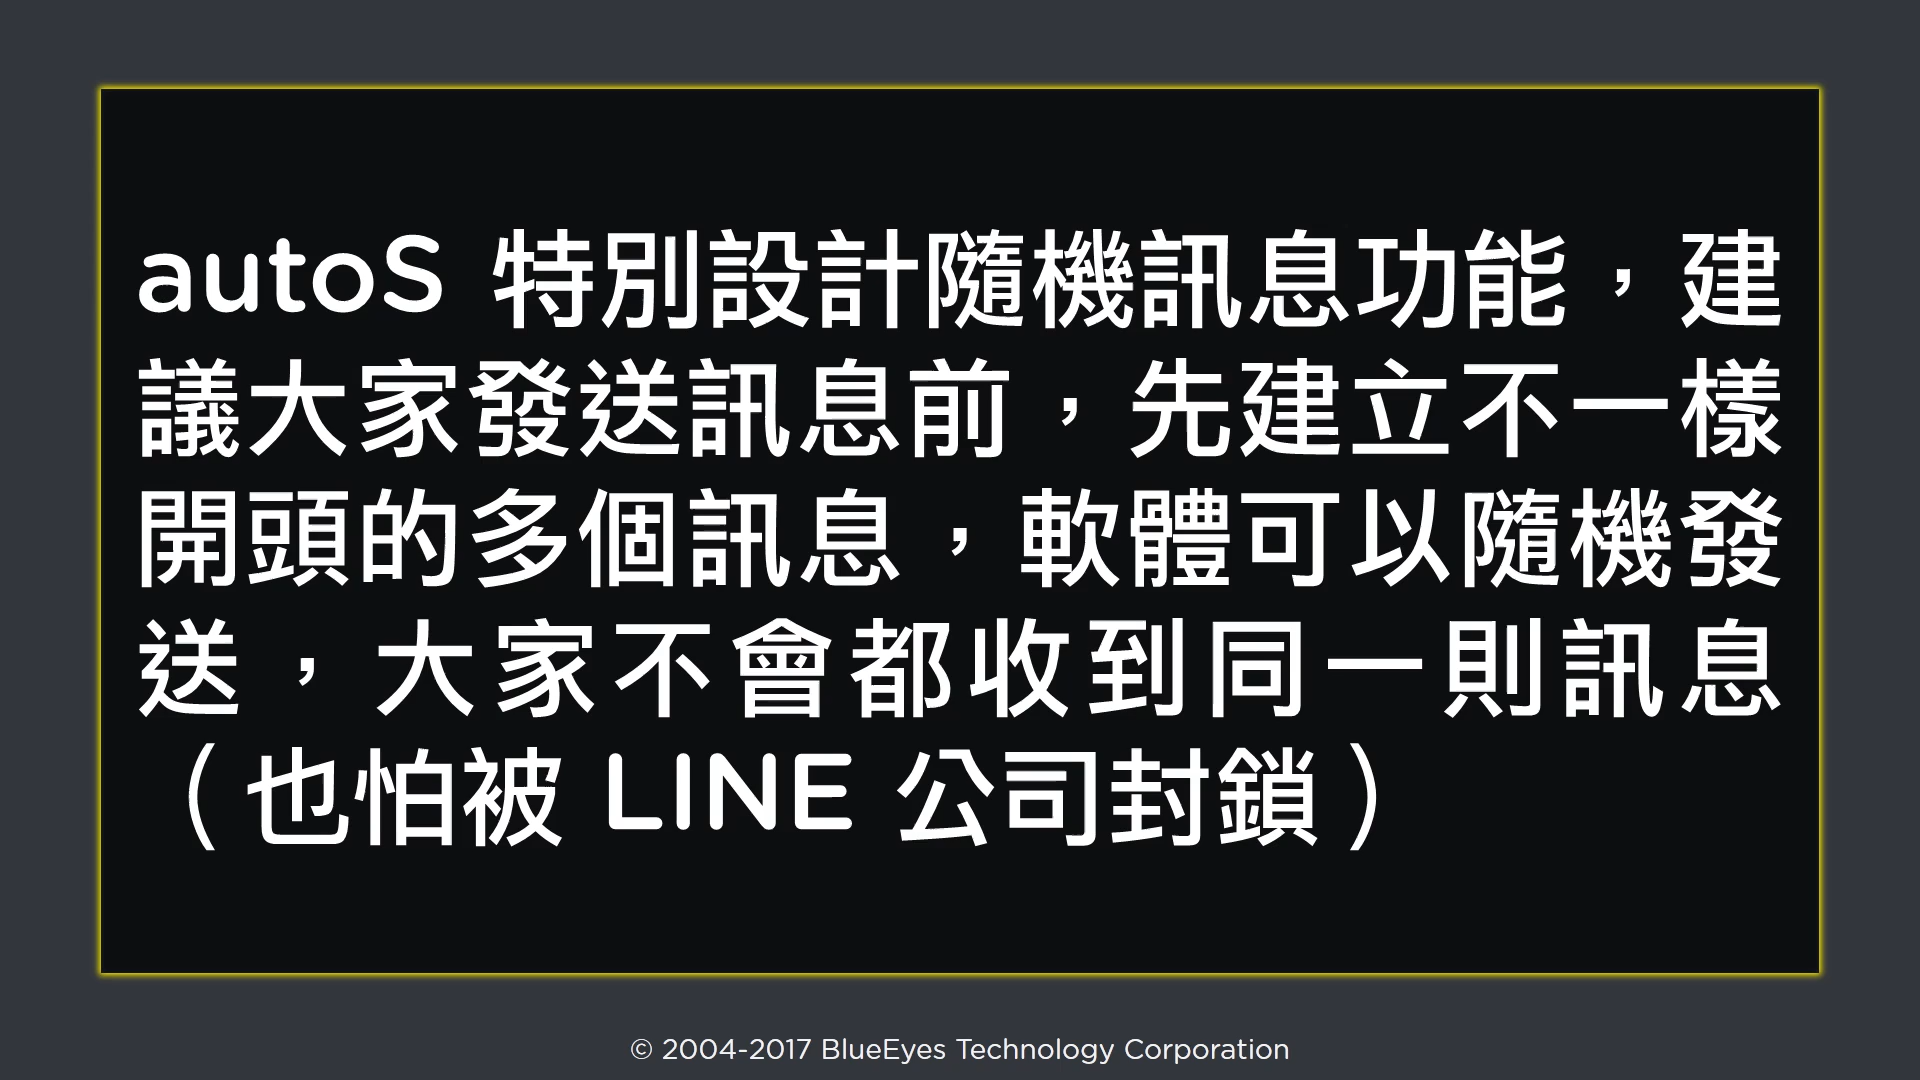 autoS 特別設計隨機訊息功能，建
議大家發送訊息前，先建立不一樣
開頭的多個訊息，軟體可以隨機發
送，大家不會都收到同一則訊息
（也怕被 LINE 公司封鎖）
© 2004-2017 BlueEyes Technology Corporation